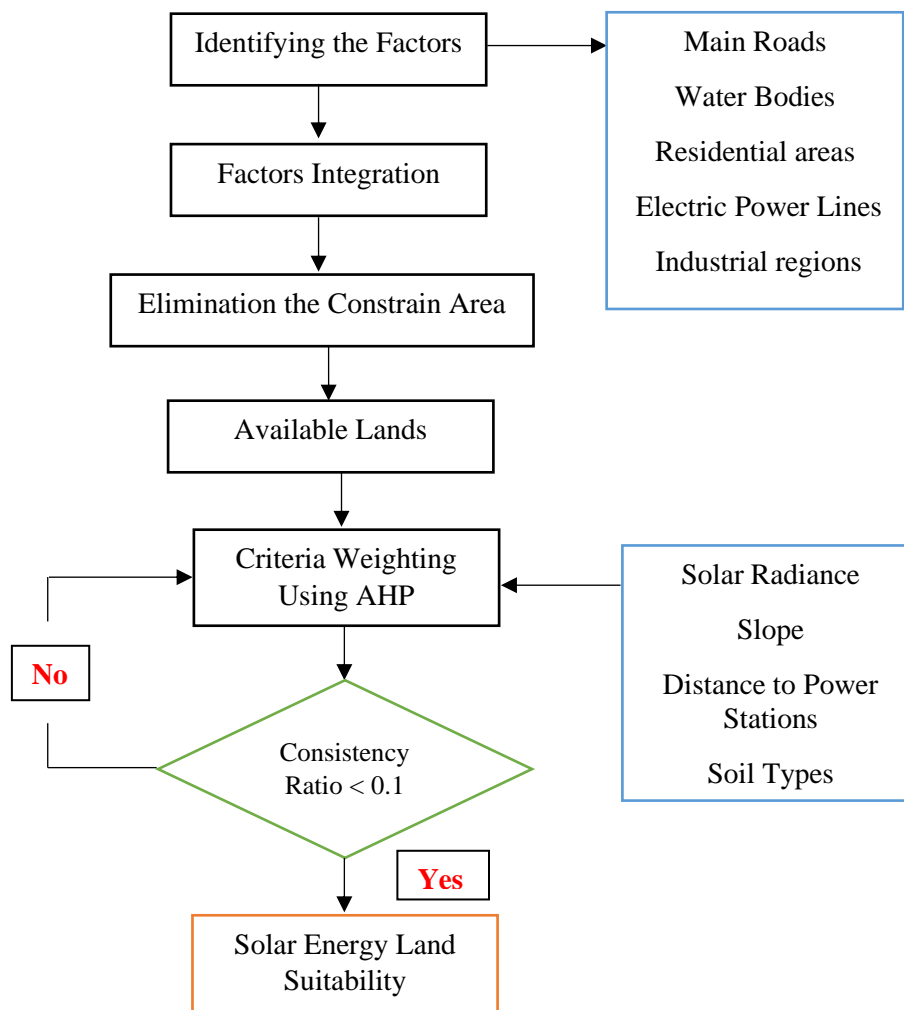 Identifying the Factors
Main Roads
Water Bodies
Residential areas
Electric Power Lines
Industrial regions
Factors Integration
Elimination the Constrain Area
Available Lands
Criteria Weighting
Using AHP
Solar Radiance
Slope
Distance to Power
Stations
Soil Types
No
Consistency
Ratio < 0.1
Yes
Solar Energy Land
Suitability